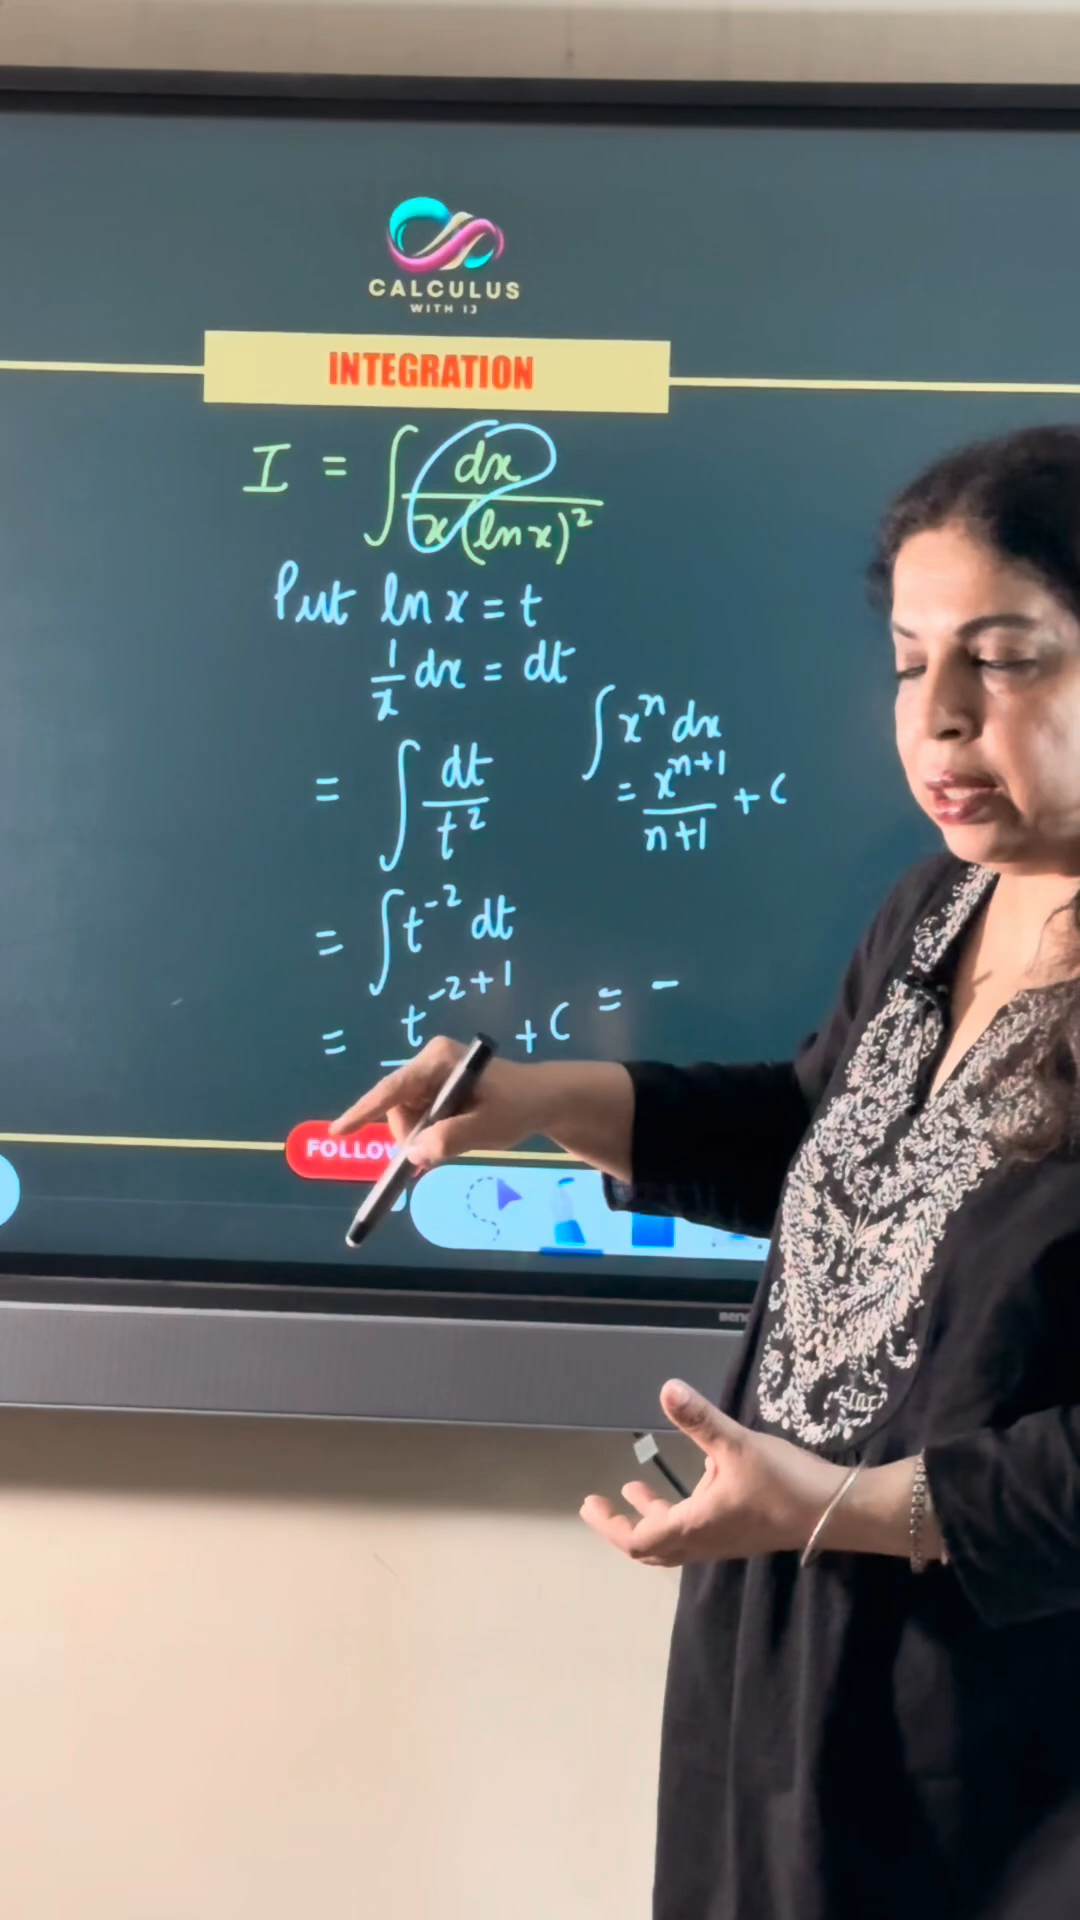 CALCULUS
WITH IJ
INTEGRATION
I = ∫ dx / x(ln x)²
Put ln x = t
1/x dx = dt
= ∫ dt / t²
∫ xⁿ dx
= xⁿ⁺¹ / n+1 + C
= ∫ t⁻² dt
= t⁻²⁺¹ + C = -
FOLLOW